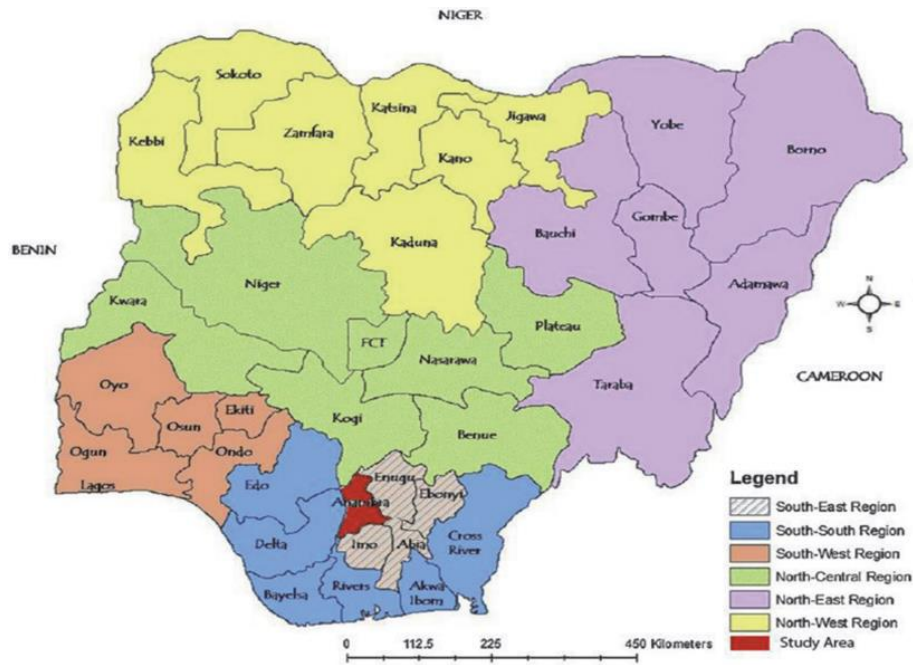 NIGER
Sokoto
Katsina
Jigawa
Kebbi
Zamfara
Kano
Yobe
Borno
Gombe
Bauchi
Kaduna
BENIN
Niger
Adamawa
N
W
E
S
Kwara
Plateau
FCT
Nasarawa
CAMEROON
Oyo
Taraba
Ekiti
Kogi
Osun
Benue
Ondo
Ogun
Lagos
Edo
Enugu
Ebonyi
Anambra
Delta
Imo
Abia
Cross
River
Bayelsa
Rivers
Akwa
Ibom
Legend
South-East Region
South-South Region
South-West Region
North-Central Region
North-East Region
North-West Region
Study Area
0 112.5 225 450 Kilometers